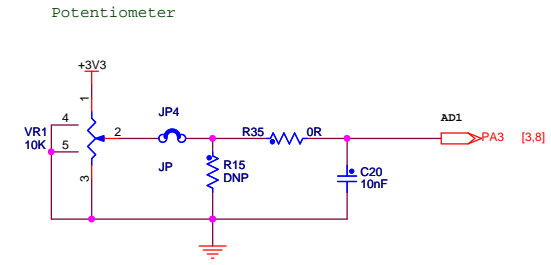 Potentiometer
+3V3
1
JP4
AD1
4
VR1
2
R35
0R
PA3
[3,8]
10K
5
JP
R15
DNP
C20
10nF
3